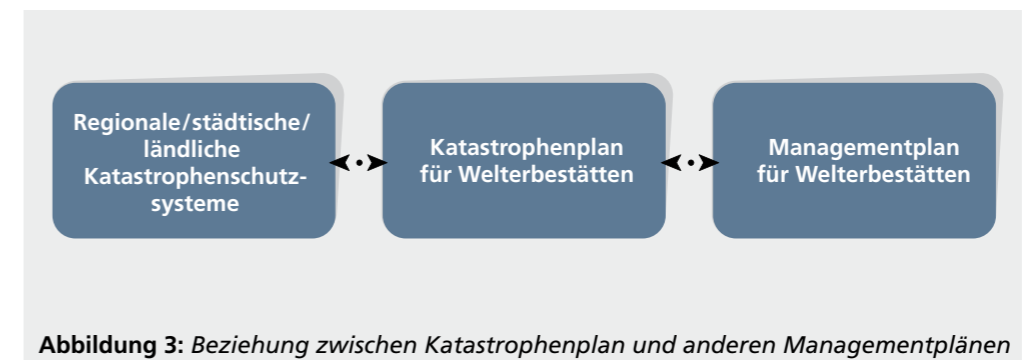 Regionale/städtische/
ländliche
Katastrophenschutz-
systeme
Katastrophenplan
für Welterbestätten
Managementplan
für Welterbestätten
Abbildung 3: Beziehung zwischen Katastrophenplan und anderen Managementplänen